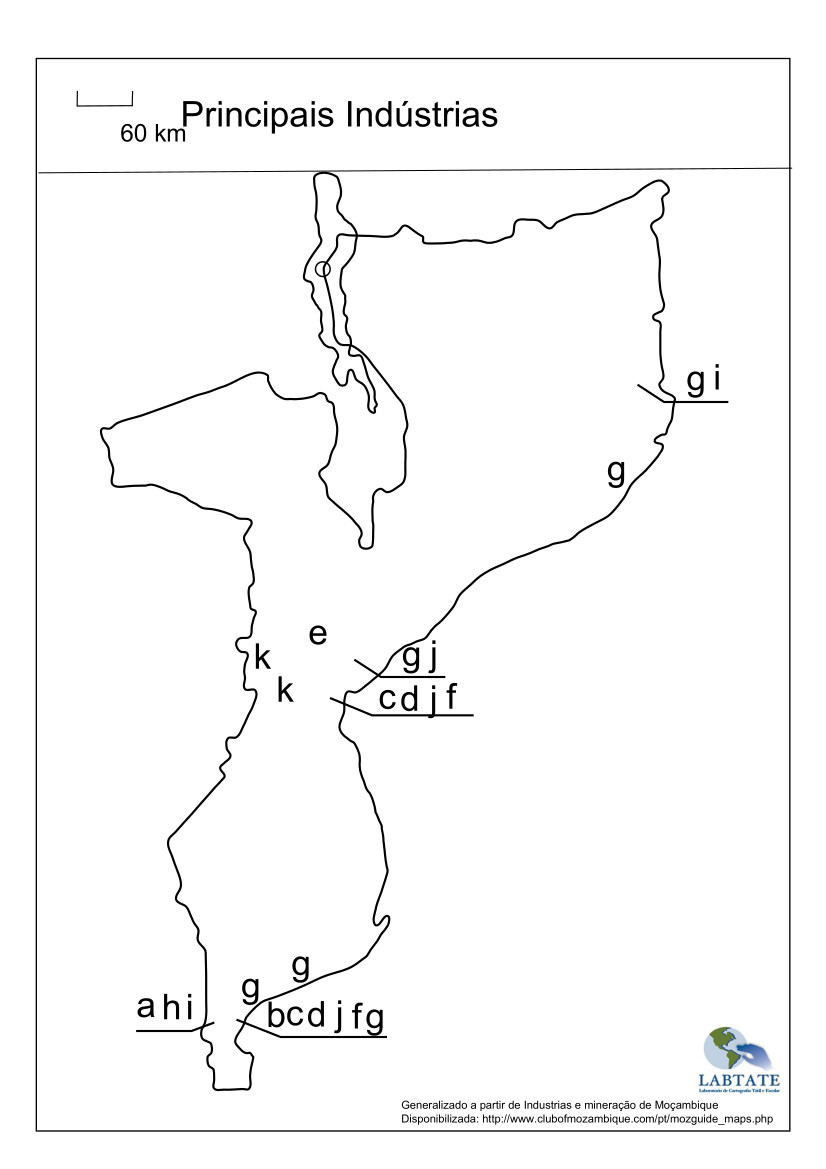 Principais Indústrias
60 km
g i
g
e
k
g j
k
c d j f
g
g
a h i
b c d j f g
LABTATE
Laboratório de Cartografia Tátil e Escolar
Generalizado a partir de Industrias e mineração de Moçambique
Disponibilizada: http://www.clubofmozambique.com/pt/mozguide_maps.php